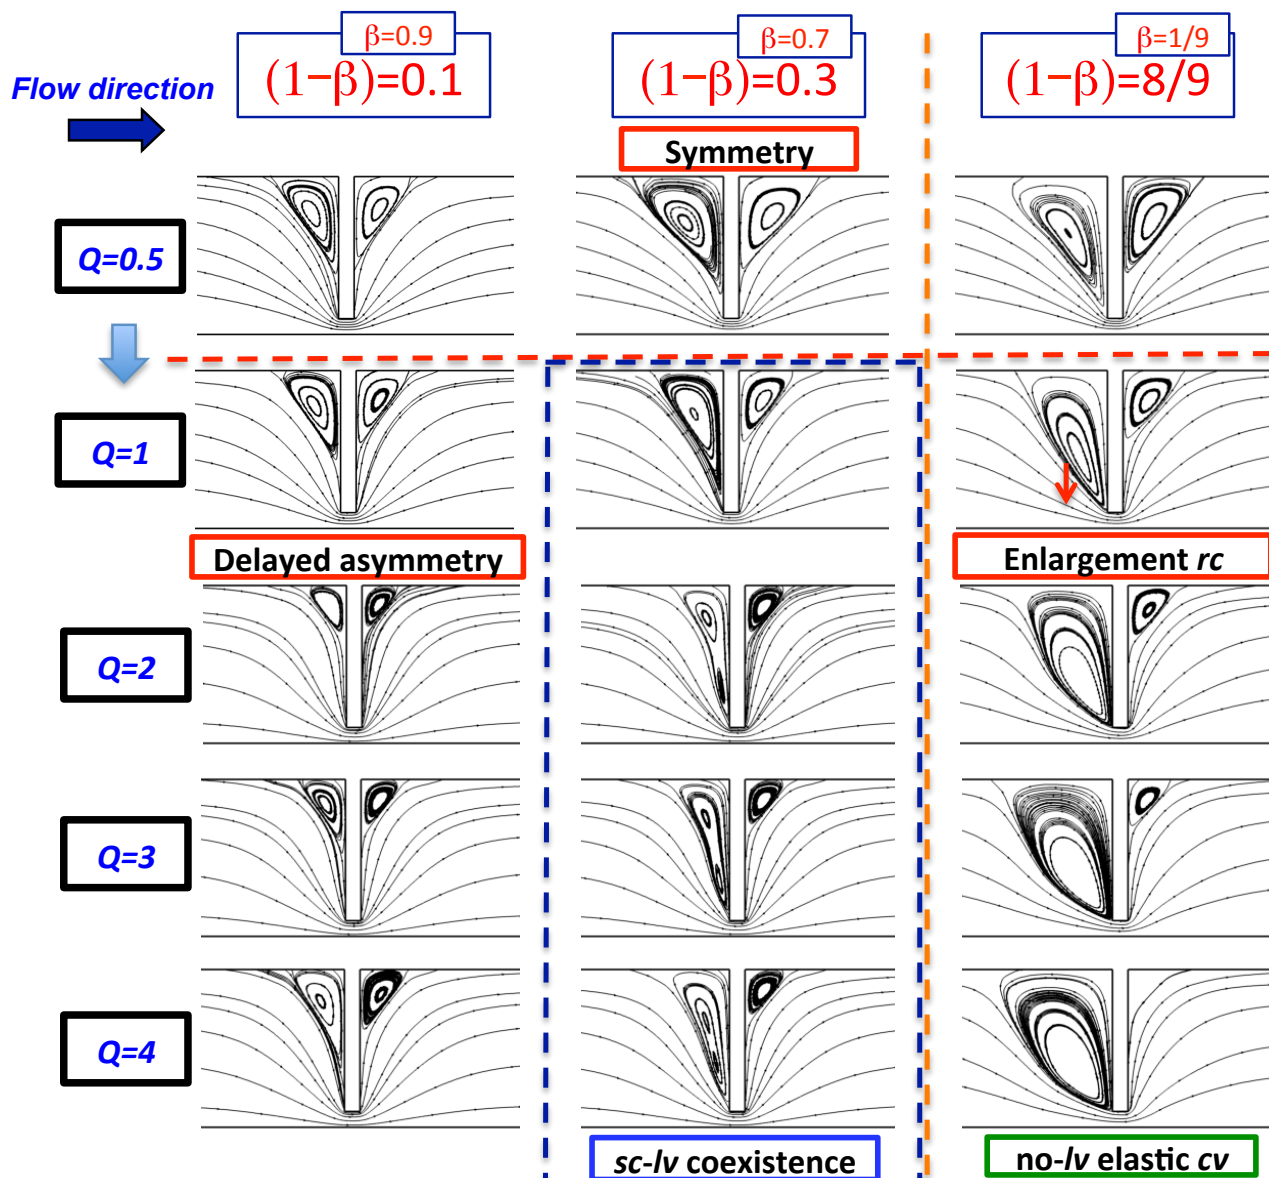 β=0.9
β=0.7
β=1/9
(1−β)=0.1
(1−β)=0.3
(1−β)=8/9
Flow direction
Symmetry
Q=0.5
Q=1
Delayed asymmetry
Enlargement rc
Q=2
Q=3
Q=4
sc-lv coexistence
no-lv elastic cv